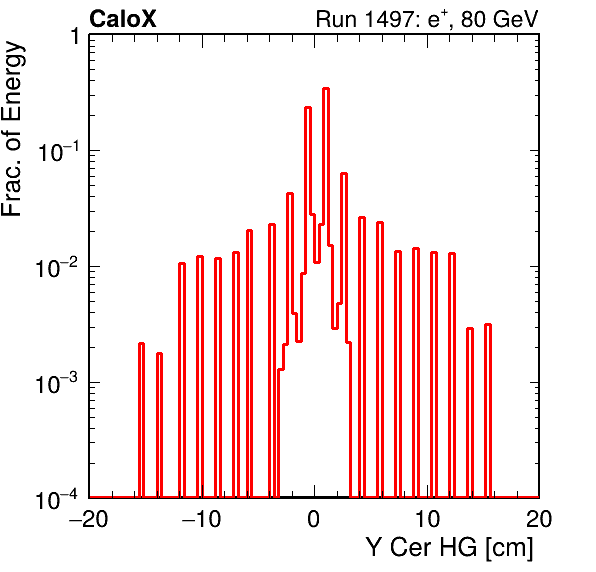 CaloX
Run 1497: e⁺, 80 GeV
Frac. of Energy
1
10⁻¹
10⁻²
10⁻³
10⁻⁴
−20
−10
0
10
20
Y Cer HG [cm]